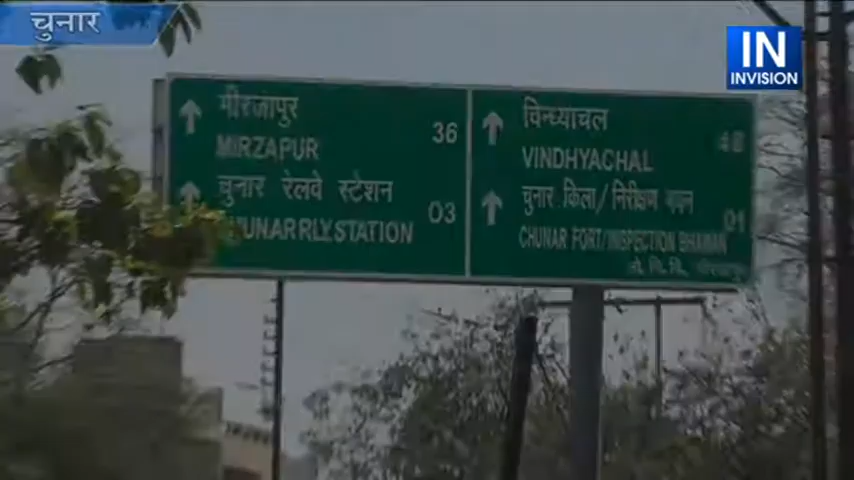 चुनार
IN
INVISION
मीरजापुर
MIRZAPUR 36
चुनार रेलवे स्टेशन
CHUNAR RLY STATION 03
विन्ध्याचल
VINDHYACHAL
चुनार किला/निरीक्षण भवन
CHUNAR FORT/INSPECTION BHAWAN 01
लो. नि. वि. मीरजापुर